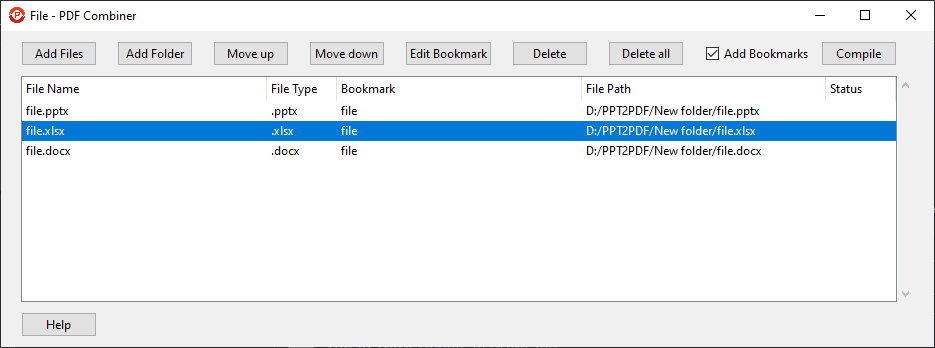 File - PDF Combiner
Add Files Add Folder Move up Move down Edit Bookmark Delete Delete all Add Bookmarks Compile
File Name File Type Bookmark File Path Status
file.pptx .pptx file D:/PPT2PDF/New folder/file.pptx
file.xlsx .xlsx file D:/PPT2PDF/New folder/file.xlsx
file.docx .docx file D:/PPT2PDF/New folder/file.docx
Help